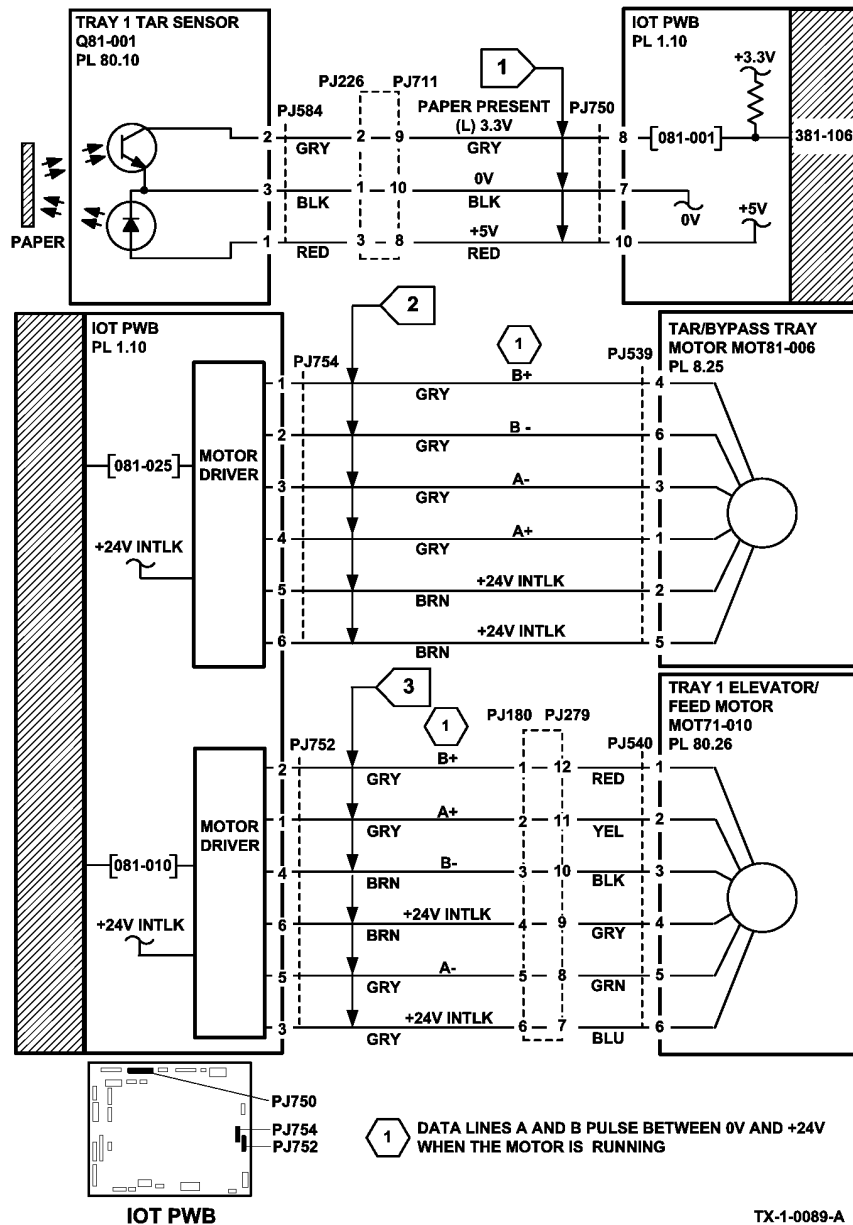 TRAY 1 TAR SENSOR
Q81-001
PL 80.10
IOT PWB
PL 1.10
+3.3V
1
PJ226 PJ711
PJ584
PAPER PRESENT
(L) 3.3V
PJ750
2 2 9 8 [081-001] 381-106
GRY GRY
0V
3 1 10 7
BLK BLK
0V
+5V
+5V
1 3 8 10
RED RED
PAPER
IOT PWB
PL 1.10
2
TAR/BYPASS TRAY
MOTOR MOT81-006
PL 8.25
PJ754
1
PJ539
1 B+ 4
GRY
2 B - 6
GRY
[081-025]
MOTOR
DRIVER
3 A- 3
GRY
4 A+ 1
GRY
+24V INTLK
5 +24V INTLK 2
BRN
6 +24V INTLK 5
BRN
3
TRAY 1 ELEVATOR/
FEED MOTOR
MOT71-010
PL 80.26
PJ752
1
PJ180 PJ279
PJ540
2 B+ 1 12 1
GRY RED
1 A+ 2 11 2
GRY YEL
MOTOR
DRIVER
[081-010]
4 B- 3 10 3
BRN BLK
+24V INTLK
6 +24V INTLK 4 9 4
BRN GRY
5 A- 5 8 5
GRY GRN
3 +24V INTLK 6 7 6
GRY BLU
PJ750
PJ754
PJ752
IOT PWB
1 DATA LINES A AND B PULSE BETWEEN 0V AND +24V
WHEN THE MOTOR IS RUNNING
TX-1-0089-A